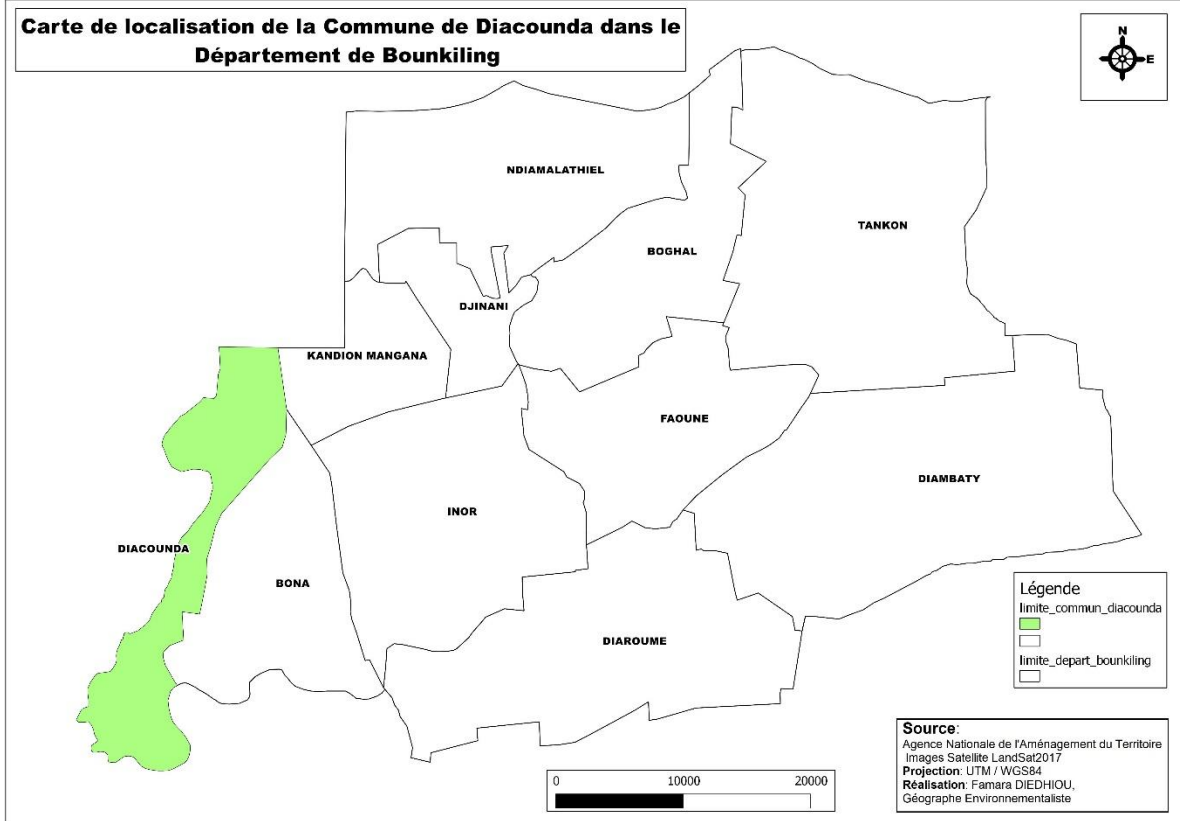 Carte de localisation de la Commune de Diacounda dans le
Département de Bounkiling
N
E
NDIAMALATHIEL
TANKON
BOGHAL
DJINANI
KANDION MANGANA
FAOUNE
DIAMBATY
INOR
DIACOUNDA
BONA
DIAROUME
Légende
limite_commun_diacounda
limite_depart_bounkiling
Source:
Agence Nationale de l'Aménagement du Territoire
Images Satellite LandSat2017
Projection: UTM / WGS84
Réalisation: Famara DIEDHIOU,
Géographe Environnementaliste
0 10000 20000